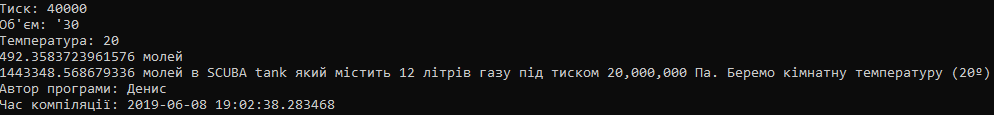 Тиск: 40000
Об'єм: '30
Температура: 20
492.3583723961576 молей
1443348.568679336 молей в SCUBA tank який містить 12 літрів газу під тиском 20,000,000 Па. Беремо кімнатну температуру (20º)
Автор програми: Денис
Час компіляції: 2019-06-08 19:02:38.283468